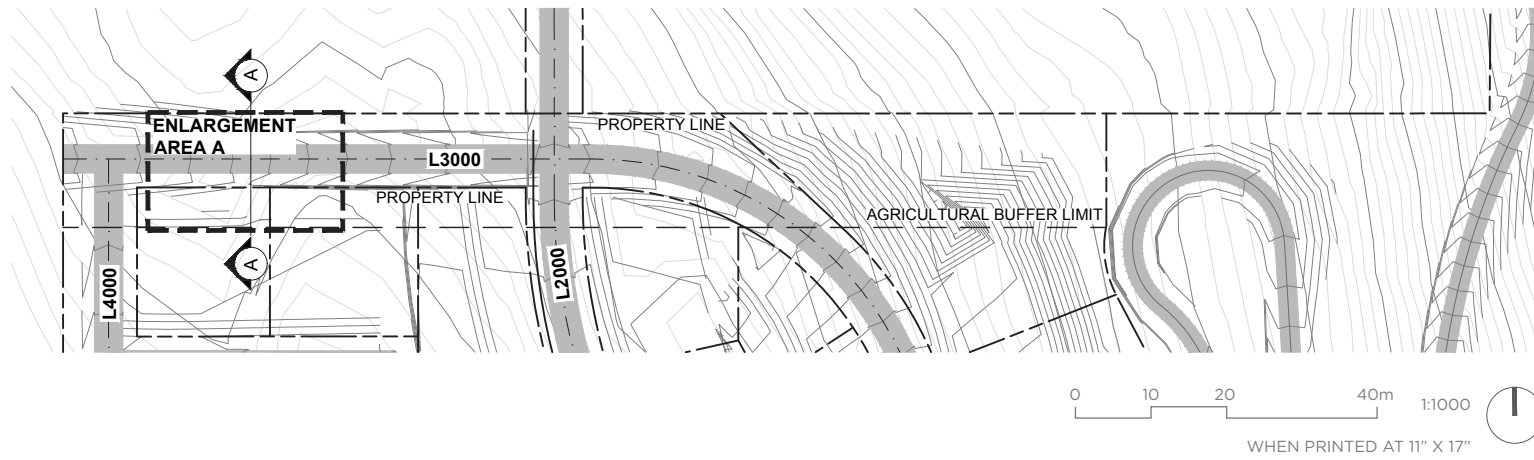 A
ENLARGEMENT
AREA A
PROPERTY LINE
L3000
PROPERTY LINE
AGRICULTURAL BUFFER LIMIT
A
L4000
L2000
0 10 20 40m
1:1000
WHEN PRINTED AT 11” X 17”